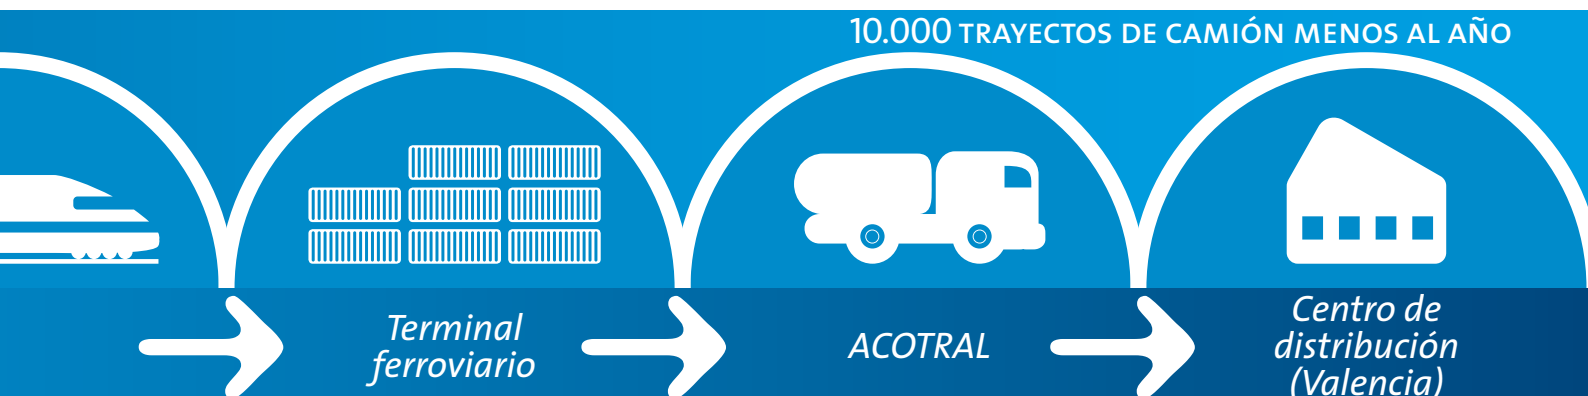 10.000 TRAYECTOS DE CAMIÓN MENOS AL AÑO
Terminal
ferroviario
ACOTRAL
Centro de
distribución
(Valencia)